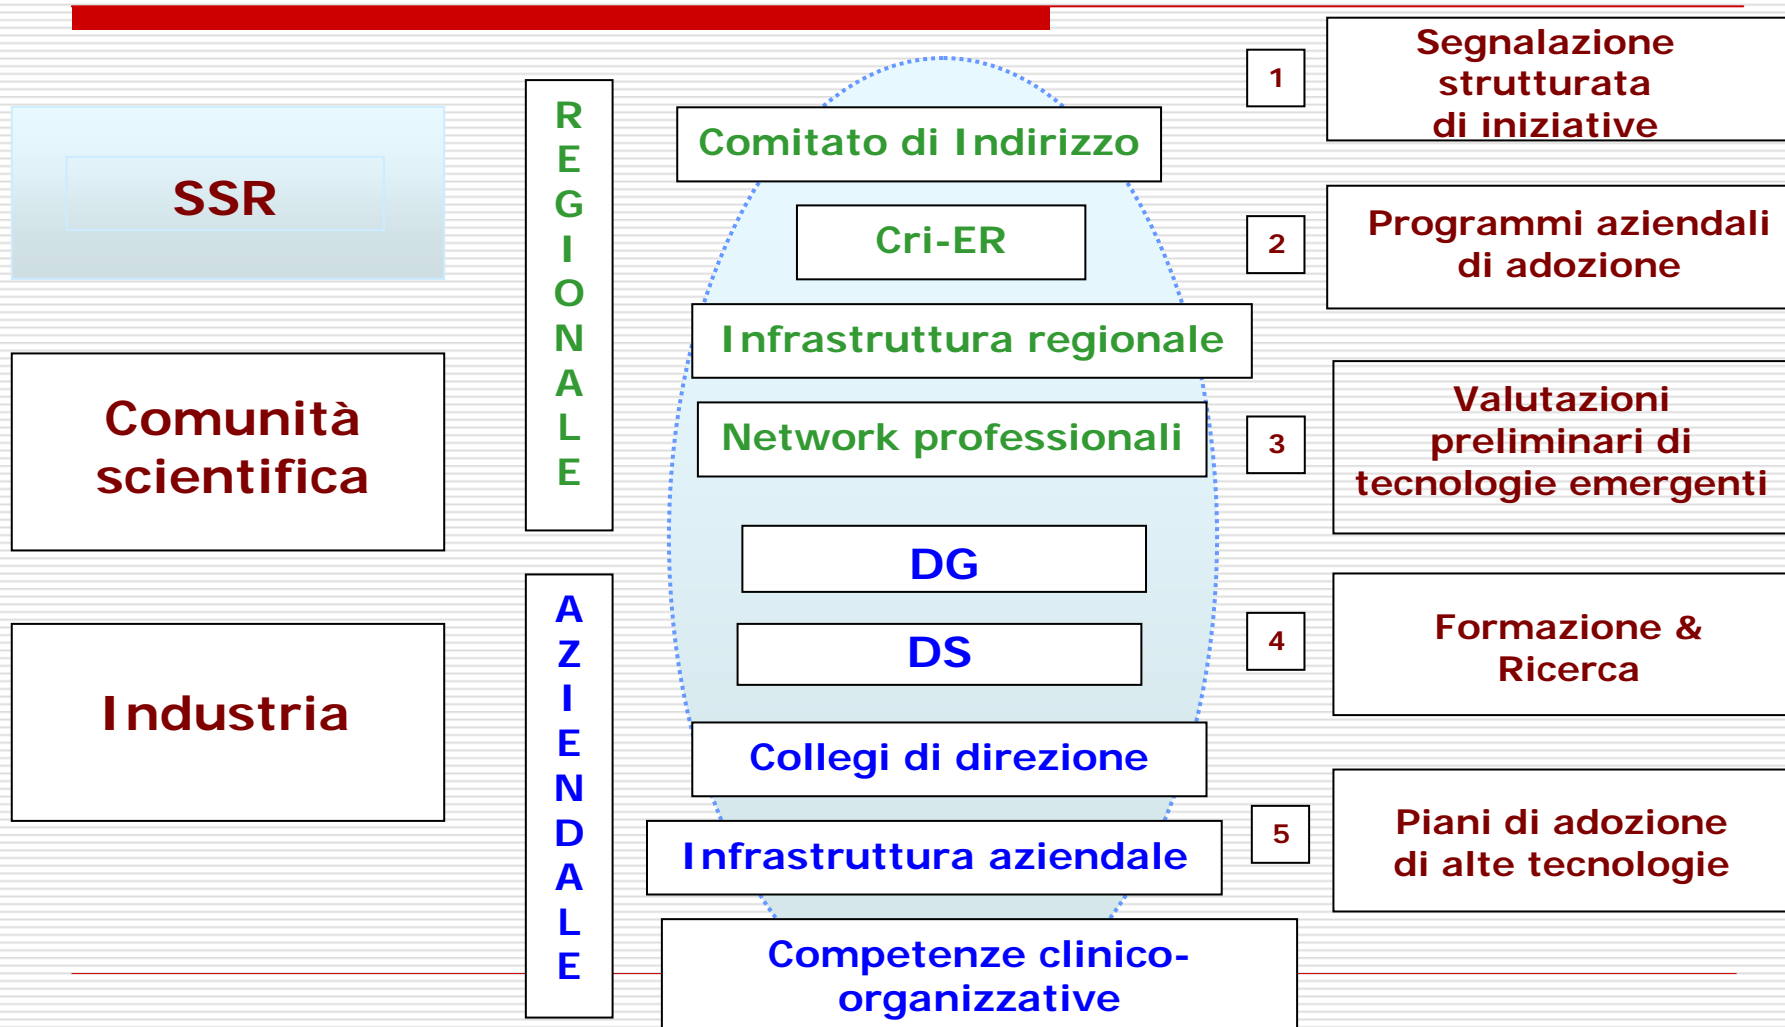 SSR
Comunità
scientifica
Industria
R
E
G
I
O
N
A
L
E
A
Z
I
E
N
D
A
L
E
Comitato di Indirizzo
Cri-ER
Infrastruttura regionale
Network professionali
DG
DS
Collegi di direzione
Infrastruttura aziendale
Competenze clinico-
organizzative
1
Segnalazione
strutturata
di iniziative
2
Programmi aziendali
di adozione
3
Valutazioni
preliminari di
tecnologie emergenti
4
Formazione &
Ricerca
5
Piani di adozione
di alte tecnologie